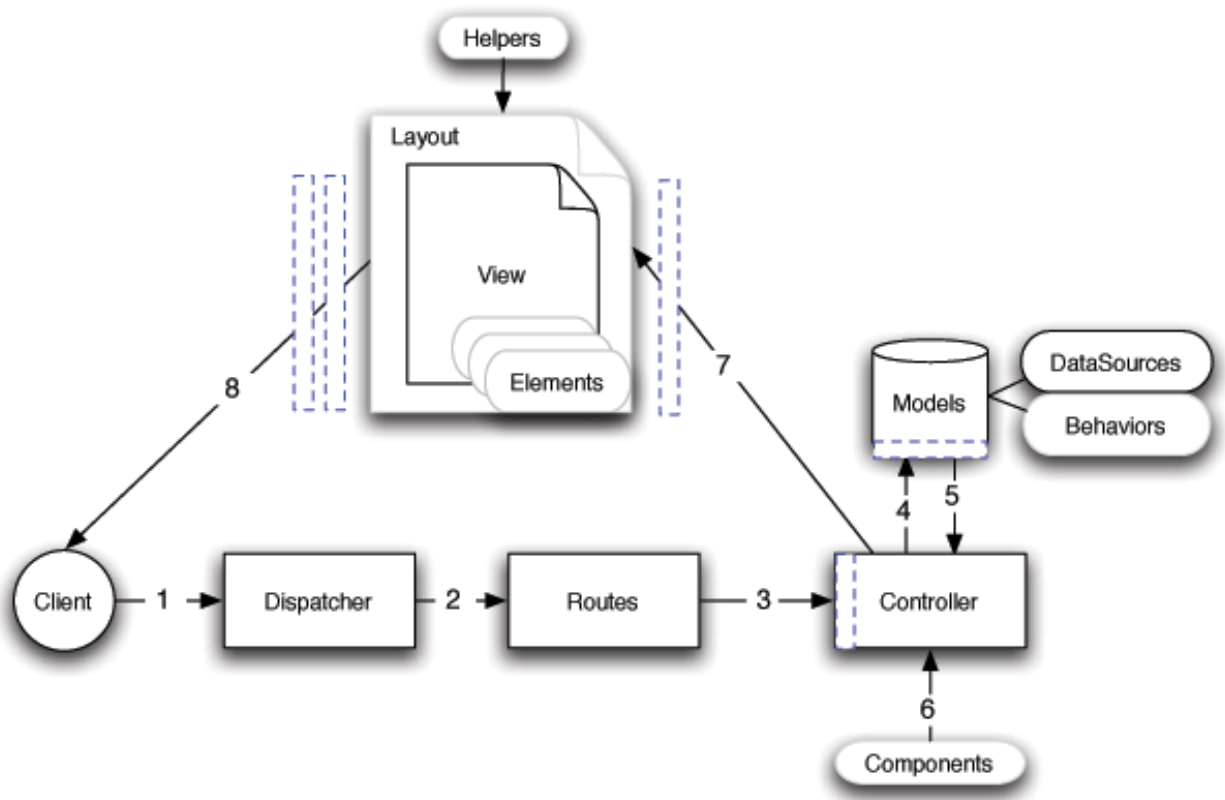 Helpers
Layout
View
Elements
8
7
DataSources
Models
Behaviors
4
5
Client
1
Dispatcher
2
Routes
3
Controller
6
Components